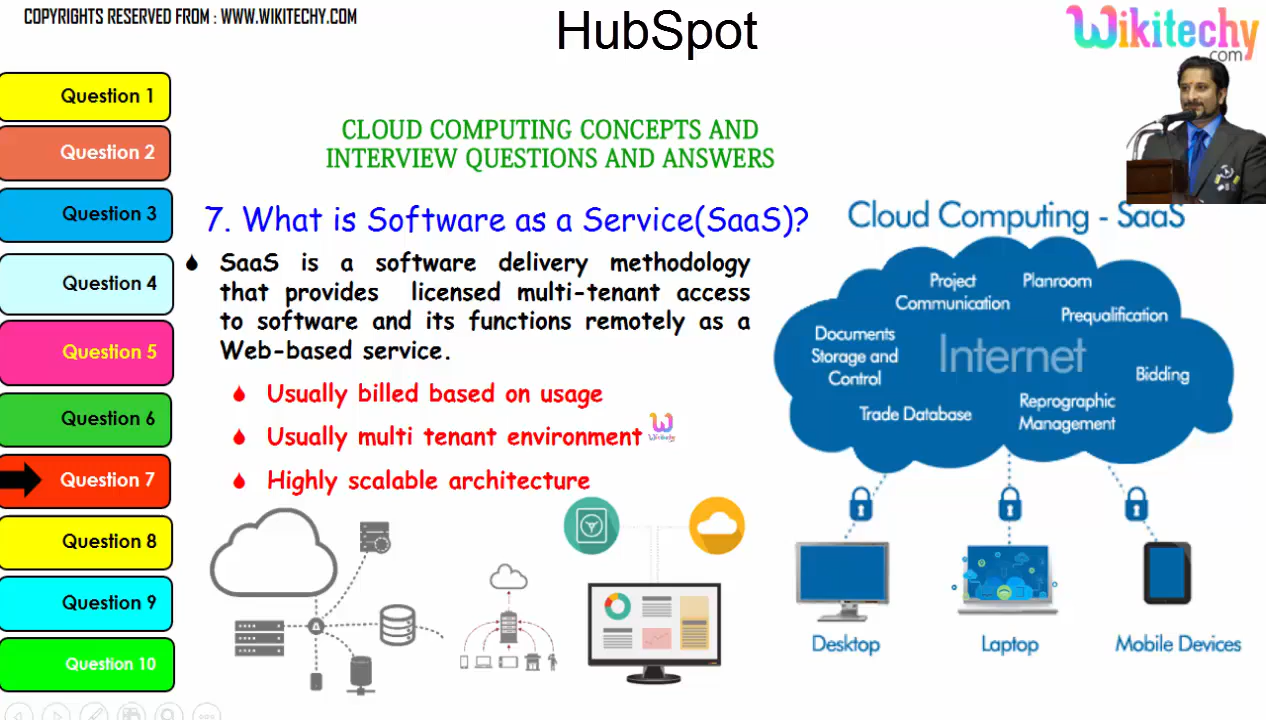 COPYRIGHTS RESERVED FROM : WWW.WIKITECHY.COM
HubSpot
Wikitechy
.com
Question 1
Question 2
Question 3
Question 4
Question 5
Question 6
Question 7
Question 8
Question 9
Question 10
CLOUD COMPUTING CONCEPTS AND
INTERVIEW QUESTIONS AND ANSWERS
7. What is Software as a Service(SaaS)?
SaaS is a software delivery methodology
that provides licensed multi-tenant access
to software and its functions remotely as a
Web-based service.
Usually billed based on usage
Usually multi tenant environment
Wikitechy
Highly scalable architecture
Cloud Computing - SaaS
Project
Communication
Planroom
Prequalification
Documents
Storage and
Control
Internet
Bidding
Trade Database
Reprographic
Management
Desktop
Laptop
Mobile Devices